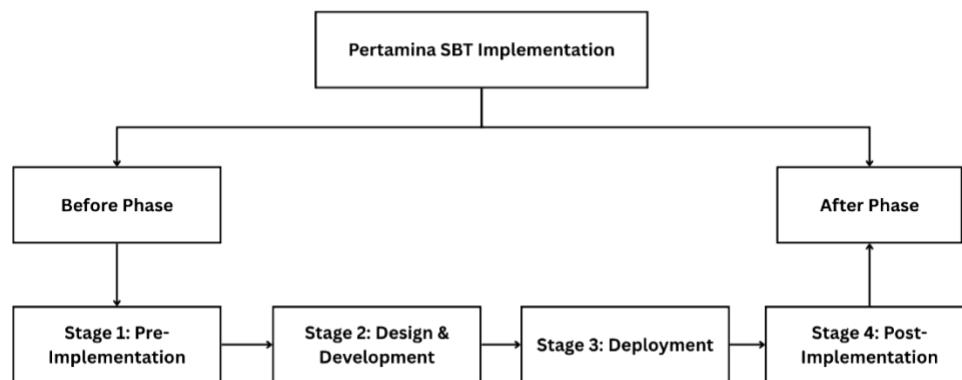 Pertamina SBT Implementation
Before Phase
After Phase
Stage 1: Pre-
Implementation
Stage 2: Design &
Development
Stage 3: Deployment
Stage 4: Post-
Implementation